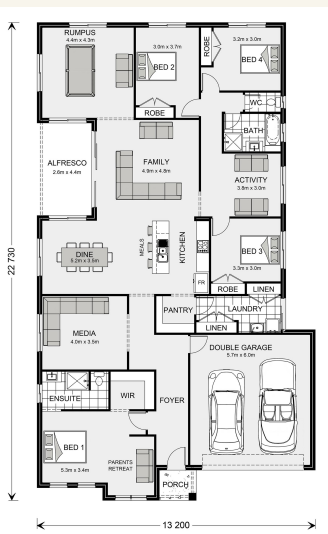 RUMPUS
4.4m x 4.3m
3.0m x 3.7m
BED 2
ROBE
3.2m x 3.0m
BED 4
ROBE
WC
BATH
ALFRESCO
2.6m x 4.4m
FAMILY
4.9m x 4.8m
ACTIVITY
3.8m x 3.0m
DINE
5.2m x 3.5m
MEALS
KITCHEN
BED 3
3.3m x 3.0m
FR
ROBE
LINEN
PANTRY
LAUNDRY
LINEN
MEDIA
4.0m x 3.5m
DOUBLE GARAGE
5.7m x 6.0m
ENSUITE
WIR
FOYER
BED 1
5.3m x 3.4m
PARENTS
RETREAT
PORCH
22 730
13 200